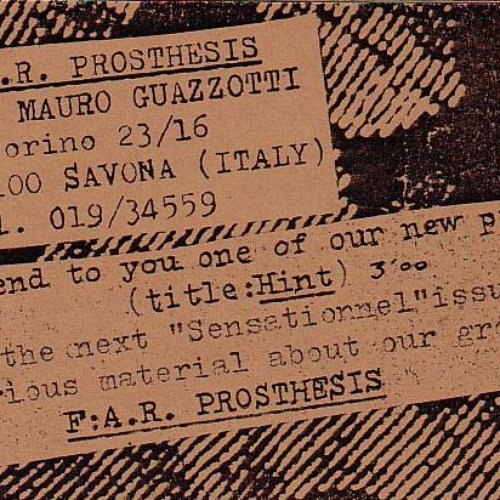 .R. PROSTHESIS
MAURO GUAZZOTTI
orino 23/16
100 SAVONA (ITALY)
l. 019/34559
end to you one of our new p
(title:Hint) 3'00
the next "Sensationnel"issu
rious material about our gr
F:A.R. PROSTHESIS